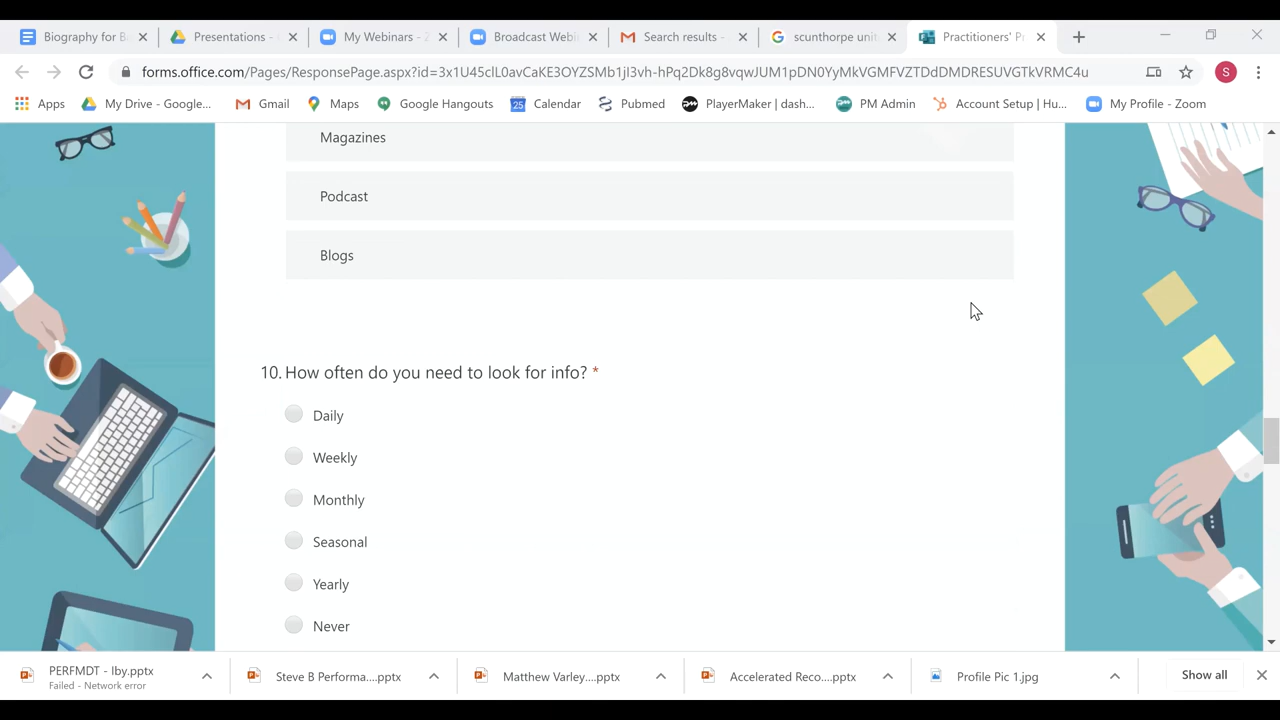 Biography for B
Presentations -
My Webinars - Z
Broadcast Webi
Search results -
scunthorpe unit
Practitioners' P
forms.office.com/Pages/ResponsePage.aspx?id=3x1U45clL0avCaKE3OYZSMb1jI3vh-hPq2Dk8g8vqwJUM1pDN0YyMkVGMFVZTDdDMDRESUVGTkVRMC4u
S
Apps
My Drive - Google...
Gmail
Maps
Google Hangouts
25
Calendar
Pubmed
PlayerMaker | dash...
PM Admin
Account Setup | Hu...
My Profile - Zoom
Magazines
Podcast
Blogs
10. How often do you need to look for info? *
Daily
Weekly
Monthly
Seasonal
Yearly
Never
PERFMDT - Iby.pptx
Failed - Network error
Steve B Performa....pptx
Matthew Varley....pptx
Accelerated Reco....pptx
Profile Pic 1.jpg
Show all